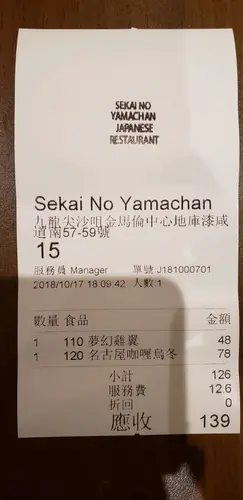 SEKAI NO
YAMACHAN
JAPANESE
RESTAURANT
Sekai No Yamachan
九龍尖沙咀金馬倫中心地庫漆咸
道南57-59號
15
服務員:Manager 單號 J181000701
2018/10/17 18:09:42 人數:1
數量 食品 金額
1 110 夢幻雞翼 48
1 120 名古屋咖喱烏冬 78
小計 126
服務費 12.6
折回 0
應收 139